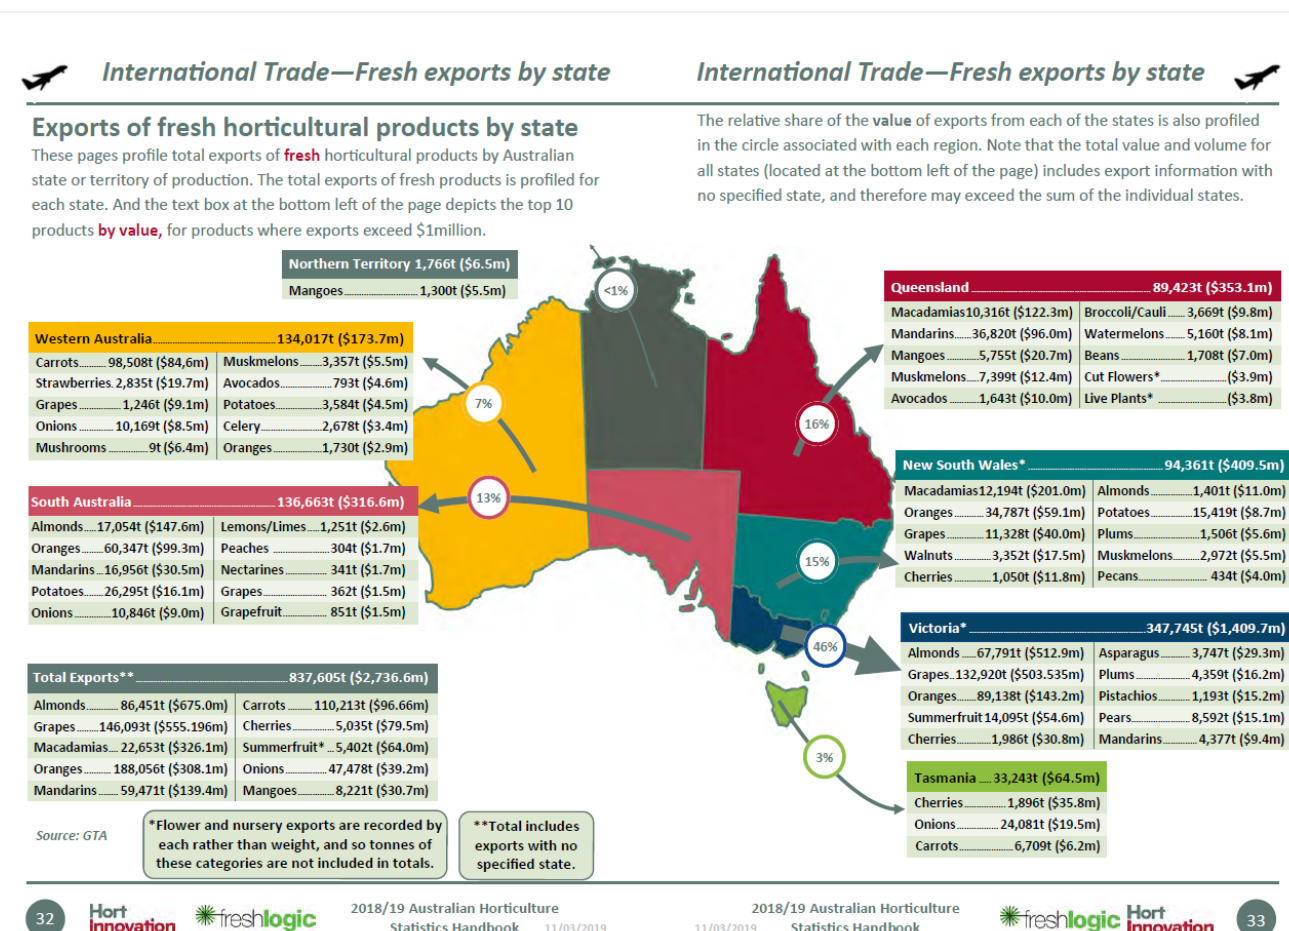 International Trade—Fresh exports by state
International Trade—Fresh exports by state
Exports of fresh horticultural products by state
These pages profile total exports of fresh horticultural products by Australian
state or territory of production. The total exports of fresh products is profiled for
each state. And the text box at the bottom left of the page depicts the top 10
products by value, for products where exports exceed $1million.
The relative share of the value of exports from each of the states is also profiled
in the circle associated with each region. Note that the total value and volume for
all states (located at the bottom left of the page) includes export information with
no specified state, and therefore may exceed the sum of the individual states.
Northern Territory 1,766t ($6.5m)
Mangoes 1,300t ($5.5m)
<1%
Western Australia 134,017t ($173.7m)
Carrots 98,508t ($84,6m) Muskmelons 3,357t ($5.5m)
Strawberries 2,835t ($19.7m) Avocados 793t ($4.6m)
Grapes 1,246t ($9.1m) Potatoes 3,584t ($4.5m)
Onions 10,169t ($8.5m) Celery 2,678t ($3.4m)
Mushrooms 9t ($6.4m) Oranges 1,730t ($2.9m)
7%
South Australia 136,663t ($316.6m)
Almonds 17,054t ($147.6m) Lemons/Limes 1,251t ($2.6m)
Oranges 60,347t ($99.3m) Peaches 304t ($1.7m)
Mandarins 16,956t ($30.5m) Nectarines 341t ($1.7m)
Potatoes 26,295t ($16.1m) Grapes 362t ($1.5m)
Onions 10,846t ($9.0m) Grapefruit 851t ($1.5m)
13%
Queensland 89,423t ($353.1m)
Macadamias10,316t ($122.3m) Broccoli/Cauli 3,669t ($9.8m)
Mandarins 36,820t ($96.0m) Watermelons 5,160t ($8.1m)
Mangoes 5,755t ($20.7m) Beans 1,708t ($7.0m)
Muskmelons 7,399t ($12.4m) Cut Flowers* ($3.9m)
Avocados 1,643t ($10.0m) Live Plants* ($3.8m)
16%
New South Wales* 94,361t ($409.5m)
Macadamias12,194t ($201.0m) Almonds 1,401t ($11.0m)
Oranges 34,787t ($59.1m) Potatoes 15,419t ($8.7m)
Grapes 11,328t ($40.0m) Plums 1,506t ($5.6m)
Walnuts 3,352t ($17.5m) Muskmelons 2,972t ($5.5m)
Cherries 1,050t ($11.8m) Pecans 434t ($4.0m)
15%
Victoria* 347,745t ($1,409.7m)
Almonds 67,791t ($512.9m) Asparagus 3,747t ($29.3m)
Grapes 132,920t ($503.535m) Plums 4,359t ($16.2m)
Oranges 89,138t ($143.2m) Pistachios 1,193t ($15.2m)
Summerfruit 14,095t ($54.6m) Pears 8,592t ($15.1m)
Cherries 1,986t ($30.8m) Mandarins 4,377t ($9.4m)
46%
Tasmania 33,243t ($64.5m)
Cherries 1,896t ($35.8m)
Onions 24,081t ($19.5m)
Carrots 6,709t ($6.2m)
3%
Total Exports** 837,605t ($2,736.6m)
Almonds 86,451t ($675.0m) Carrots 110,213t ($96.66m)
Grapes 146,093t ($555.196m) Cherries 5,035t ($79.5m)
Macadamias 22,653t ($326.1m) Summerfruit* 5,402t ($64.0m)
Oranges 188,056t ($308.1m) Onions 47,478t ($39.2m)
Mandarins 59,471t ($139.4m) Mangoes 8,221t ($30.7m)
Source: GTA
*Flower and nursery exports are recorded by
each rather than weight, and so tonnes of
these categories are not included in totals.
**Total includes
exports with no
specified state.
32
Hort
Innovation
freshlogic
2018/19 Australian Horticulture
Statistics Handbook 11/03/2019
2018/19 Australian Horticulture
11/03/2019 Statistics Handbook
freshlogic
Hort
Innovation
33